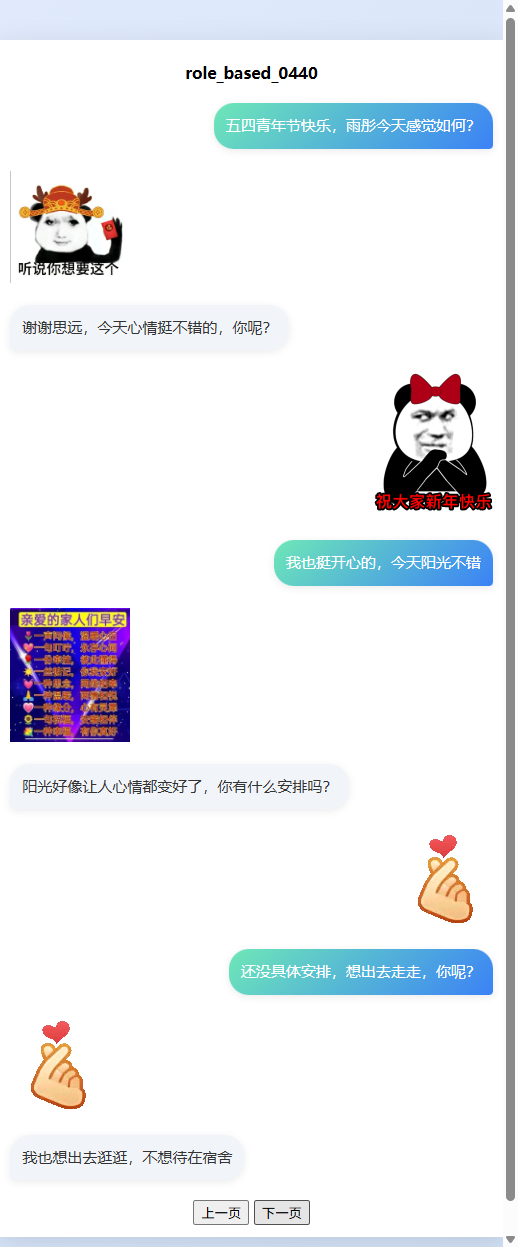 role_based_0440
五四青年节快乐，雨彤今天感觉如何？
听说你想要这个
谢谢思远，今天心情挺不错的，你呢？
祝大家新年快乐
我也挺开心的，今天阳光不错
亲爱的家人们早安
阳光好像让人心情都变好了，你有什么安排吗？
还没具体安排，想出去走走，你呢？
我也想出去逛逛，不想待在宿舍
上一页 下一页